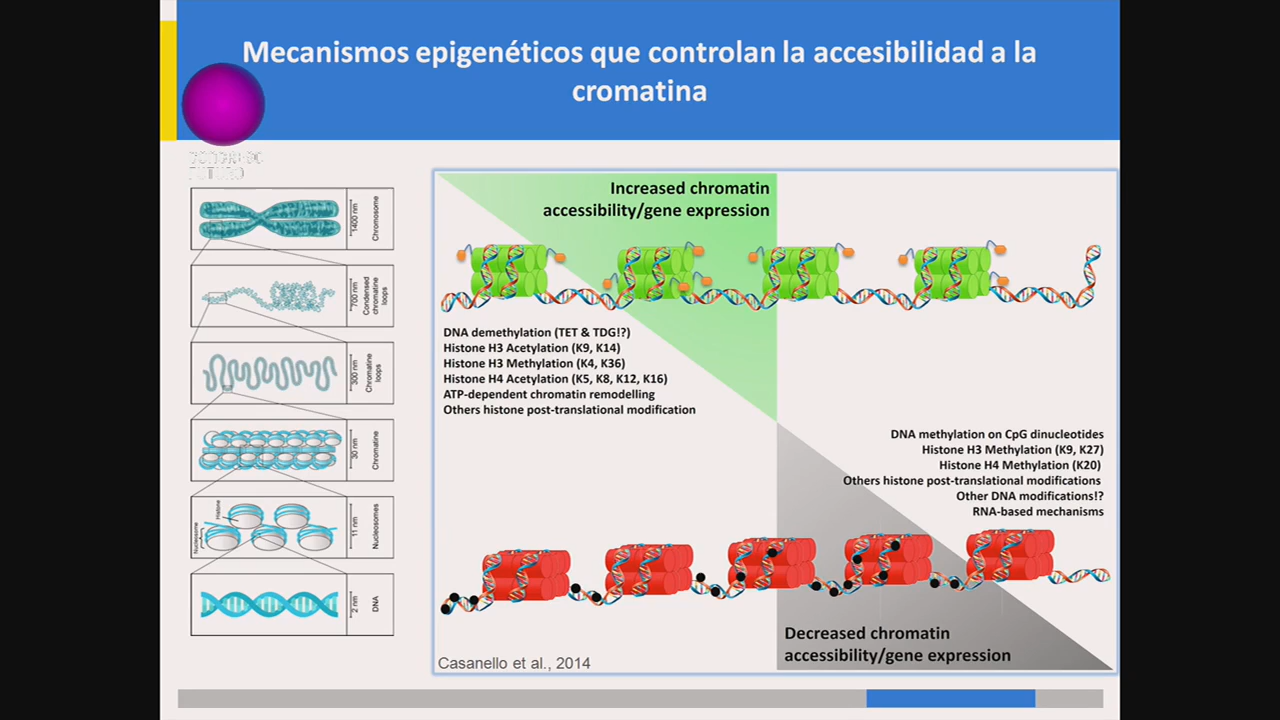 Mecanismos epigenéticos que controlan la accesibilidad a la
cromatina
FUTURO
1400 nm
Chromosome
700 nm
Condensed
chromatine
loops
300 nm
Chromatine
loops
30 nm
Chromatine
Nucleosome
Histone
11 nm
Nucleosomes
2 nm
DNA
Increased chromatin
accessibility/gene expression
DNA demethylation (TET & TDG!?)
Histone H3 Acetylation (K9, K14)
Histone H3 Methylation (K4, K36)
Histone H4 Acetylation (K5, K8, K12, K16)
ATP-dependent chromatin remodelling
Others histone post-translational modification
DNA methylation on CpG dinucleotides
Histone H3 Methylation (K9, K27)
Histone H4 Methylation (K20)
Others histone post-translational modifications
Other DNA modifications!?
RNA-based mechanisms
Decreased chromatin
accessibility/gene expression
Casanello et al., 2014